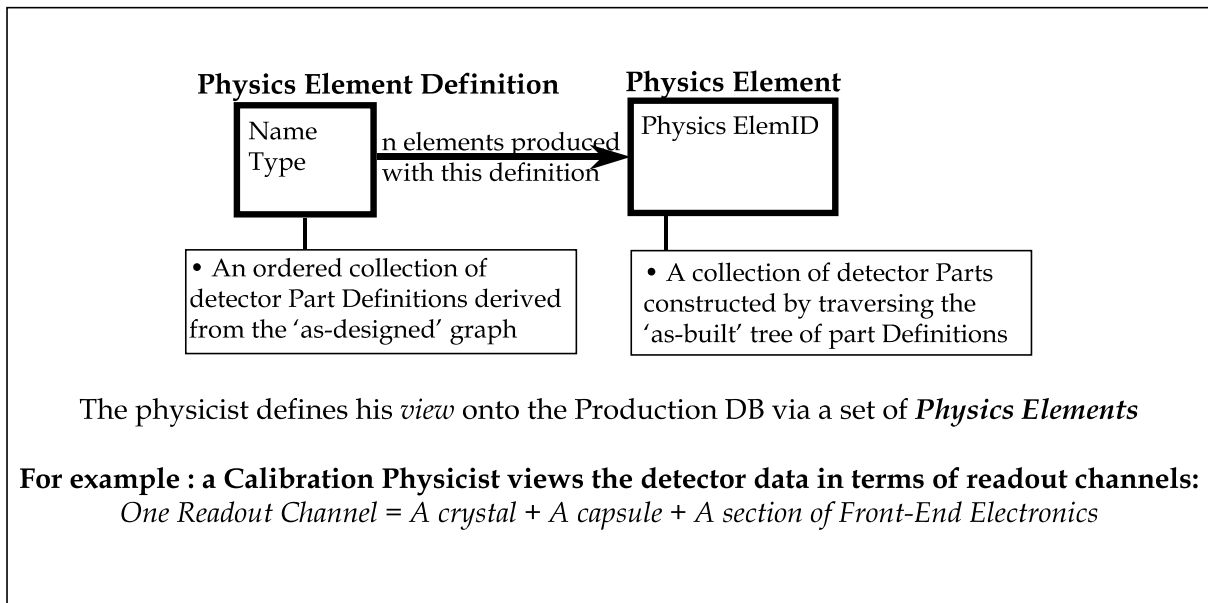 Physics Element Definition
Physics Element
Name
Type
n elements produced
with this definition
Physics ElemID
• An ordered collection of
detector Part Definitions derived
from the ‘as-designed’ graph
• A collection of detector Parts
constructed by traversing the
‘as-built’ tree of part Definitions
The physicist defines his view onto the Production DB via a set of Physics Elements
For example : a Calibration Physicist views the detector data in terms of readout channels:
One Readout Channel = A crystal + A capsule + A section of Front-End Electronics